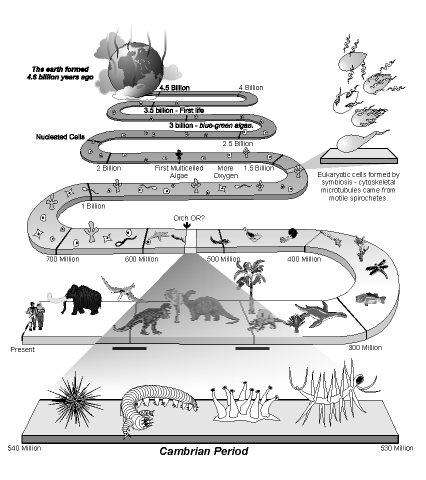 The earth formed
4.6 billion years ago
4.5 Billion
4 Billion
3.5 billion - First life
3 billion - blue-green algae.
Nucleated Cells
2.5 Billion
2 Billion
First Multicelled
Algae
More
Oxygen
1.5 Billion
Eukaryotic cells formed by
symbiosis - cytoskeletal
microtubules came from
motile spirochetes.
1 Billion
Orch OR?
700 Million
600 Million
500 Million
400 Million
Present
300 Million
540 Million
Cambrian Period
530 Million